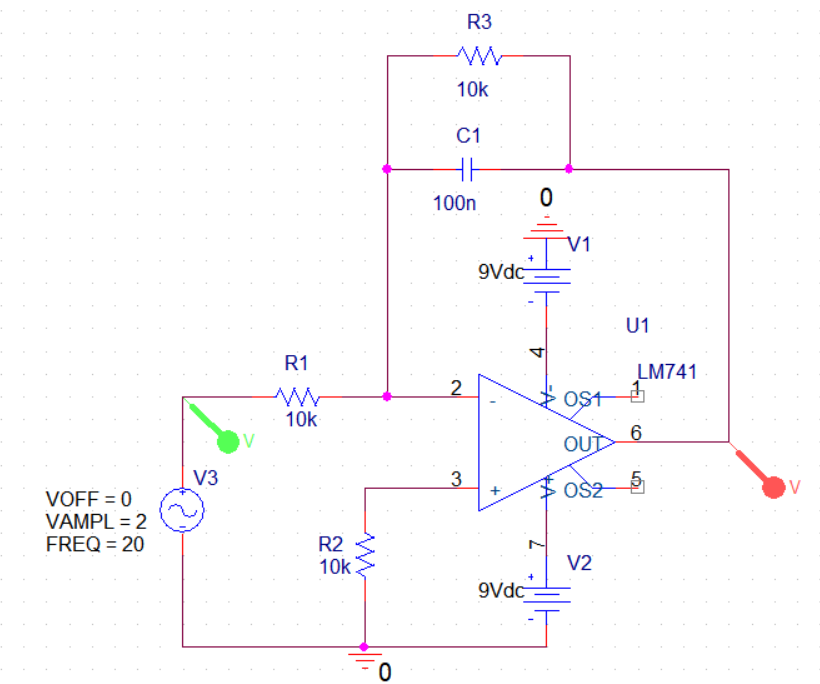 R3
10k
C1
100n
0
V1
+
9Vdc
-
U1
4
LM741
R1
10k
2
-
V-
OS1
1
V
OUT
6
V3
+
-
VOFF = 0
VAMPL = 2
FREQ = 20
3
+
V+
OS2
5
V
R2
10k
7
V2
+
9Vdc
-
0